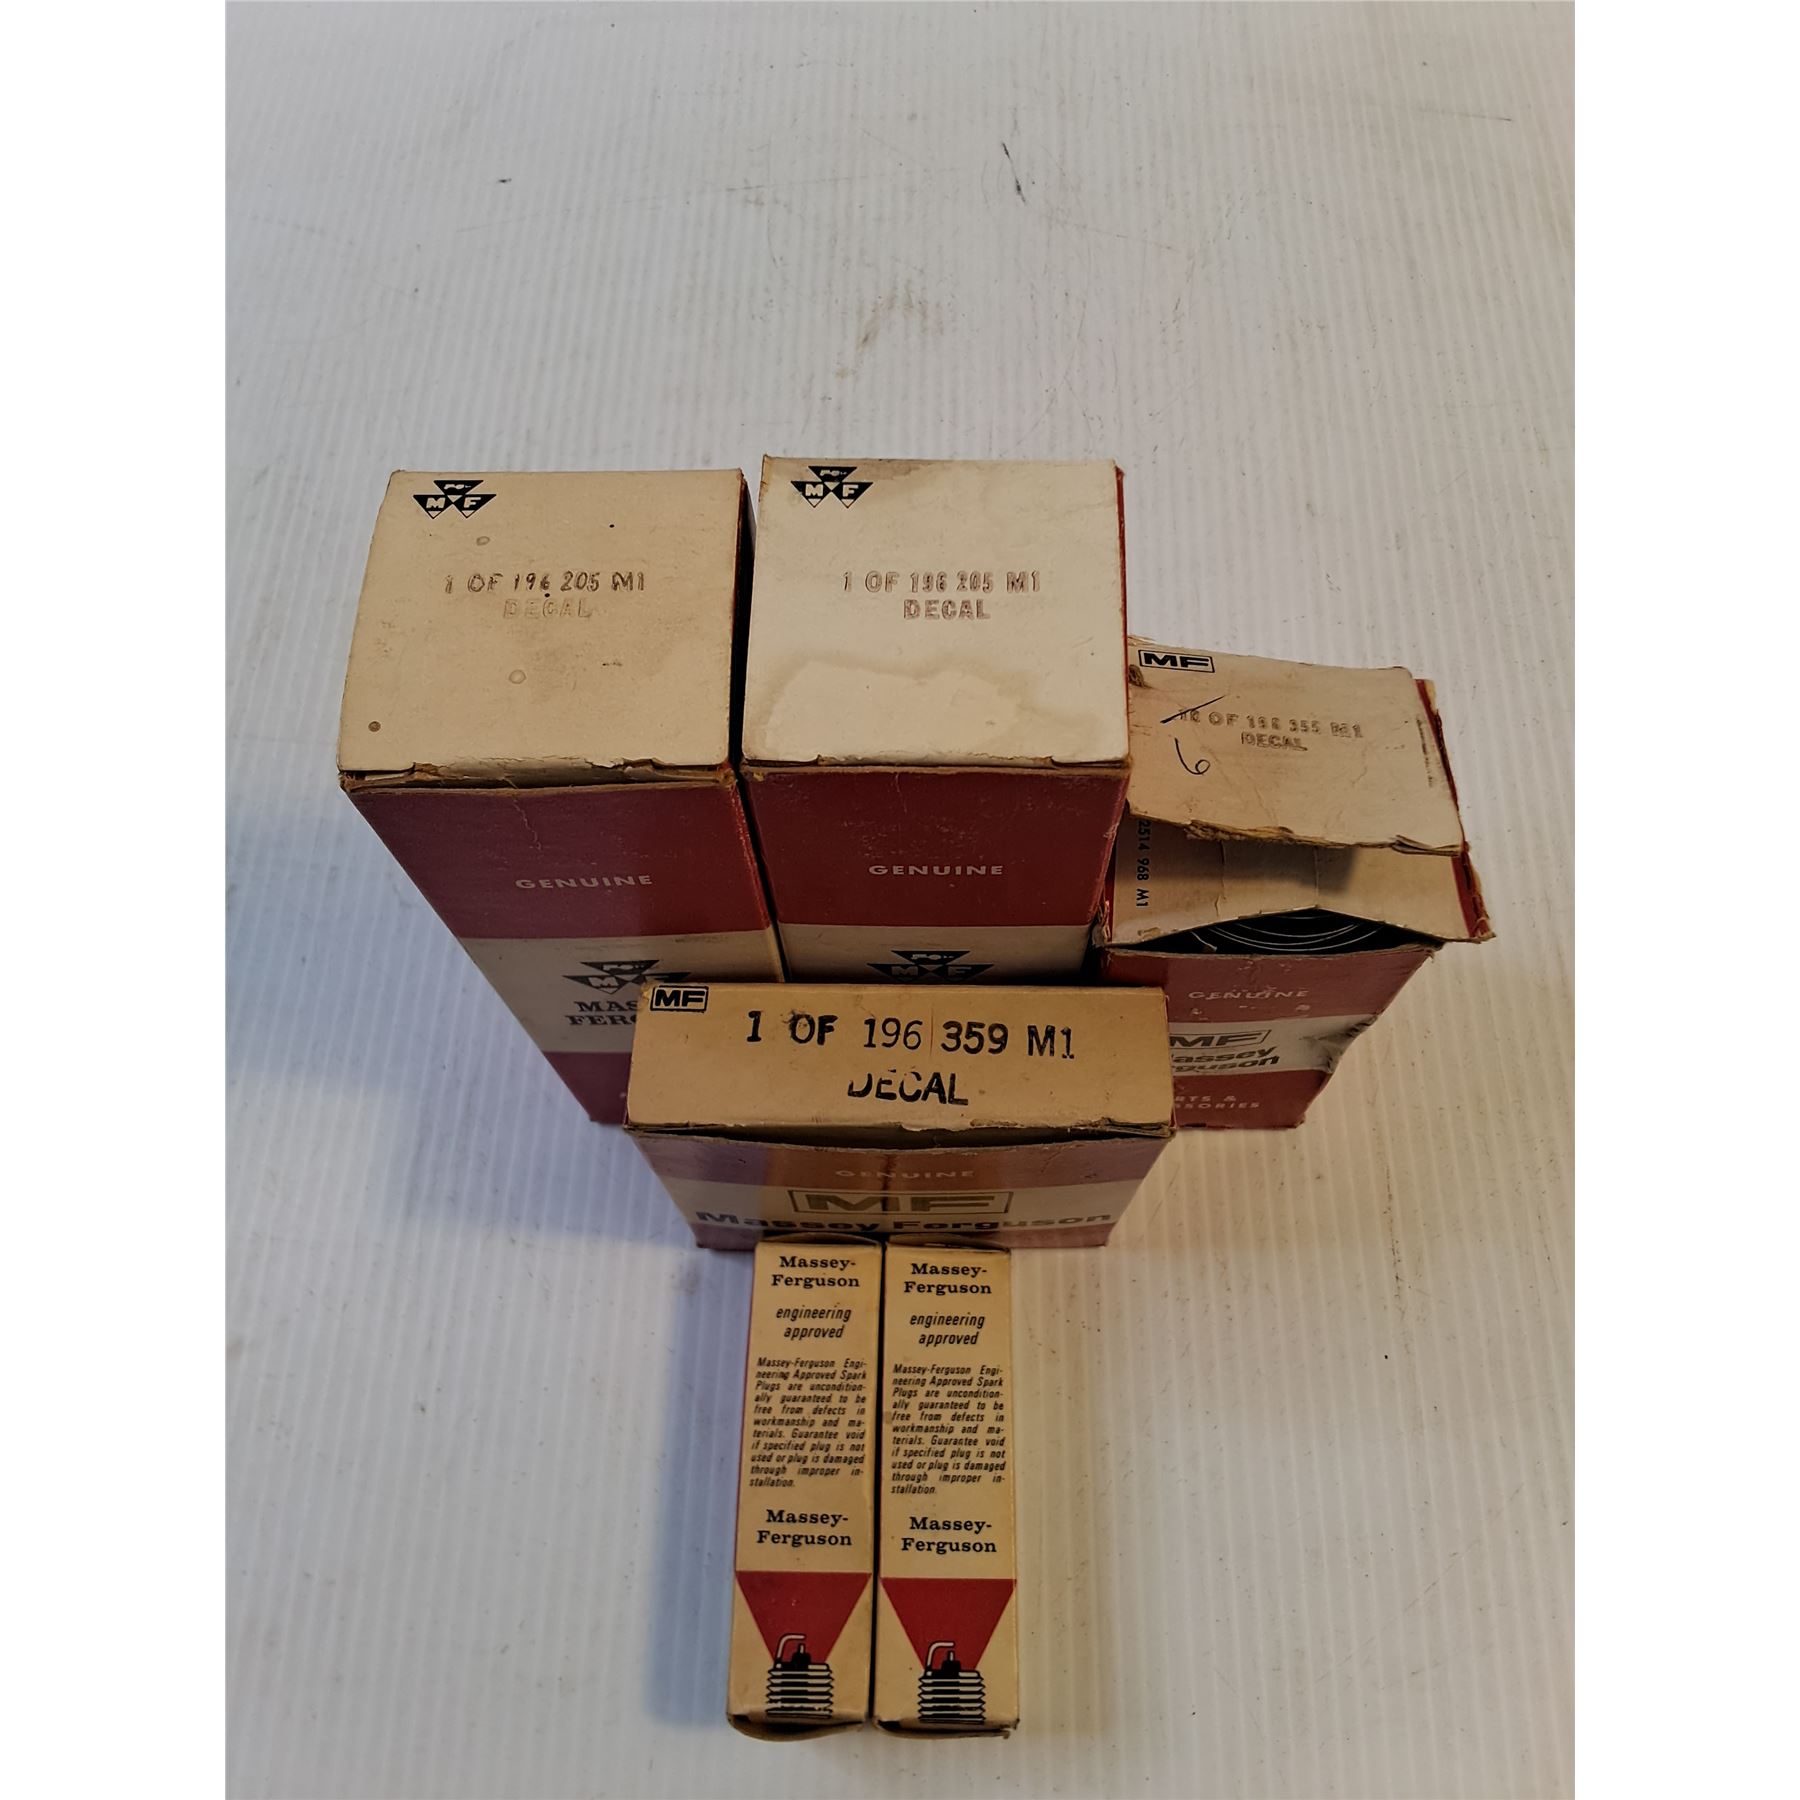 MF
1 OF 196 205 M1
DECAL
GENUINE
MF
MF
1 OF 196 205 M1
DECAL
GENUINE
MF
MF
10 OF 196 355 M1
DECAL
6
2514 968 M1
GENUINE
MF
MF
1 OF 196 359 M1
DECAL
GENUINE
MF
Massey Ferguson
Massey-
Ferguson
engineering
approved
Massey-Ferguson Engi-
neering Approved Spark
Plugs are uncondition-
ally guaranteed to be
free from defects in
workmanship and ma-
terials. Guarantee void
if specified plug is not
used or plug is damaged
through improper in-
stallation.
Massey-
Ferguson
Massey-
Ferguson
engineering
approved
Massey-Ferguson Engi-
neering Approved Spark
Plugs are uncondition-
ally guaranteed to be
free from defects in
workmanship and ma-
terials. Guarantee void
if specified plug is not
used or plug is damaged
through improper in-
stallation.
Massey-
Ferguson